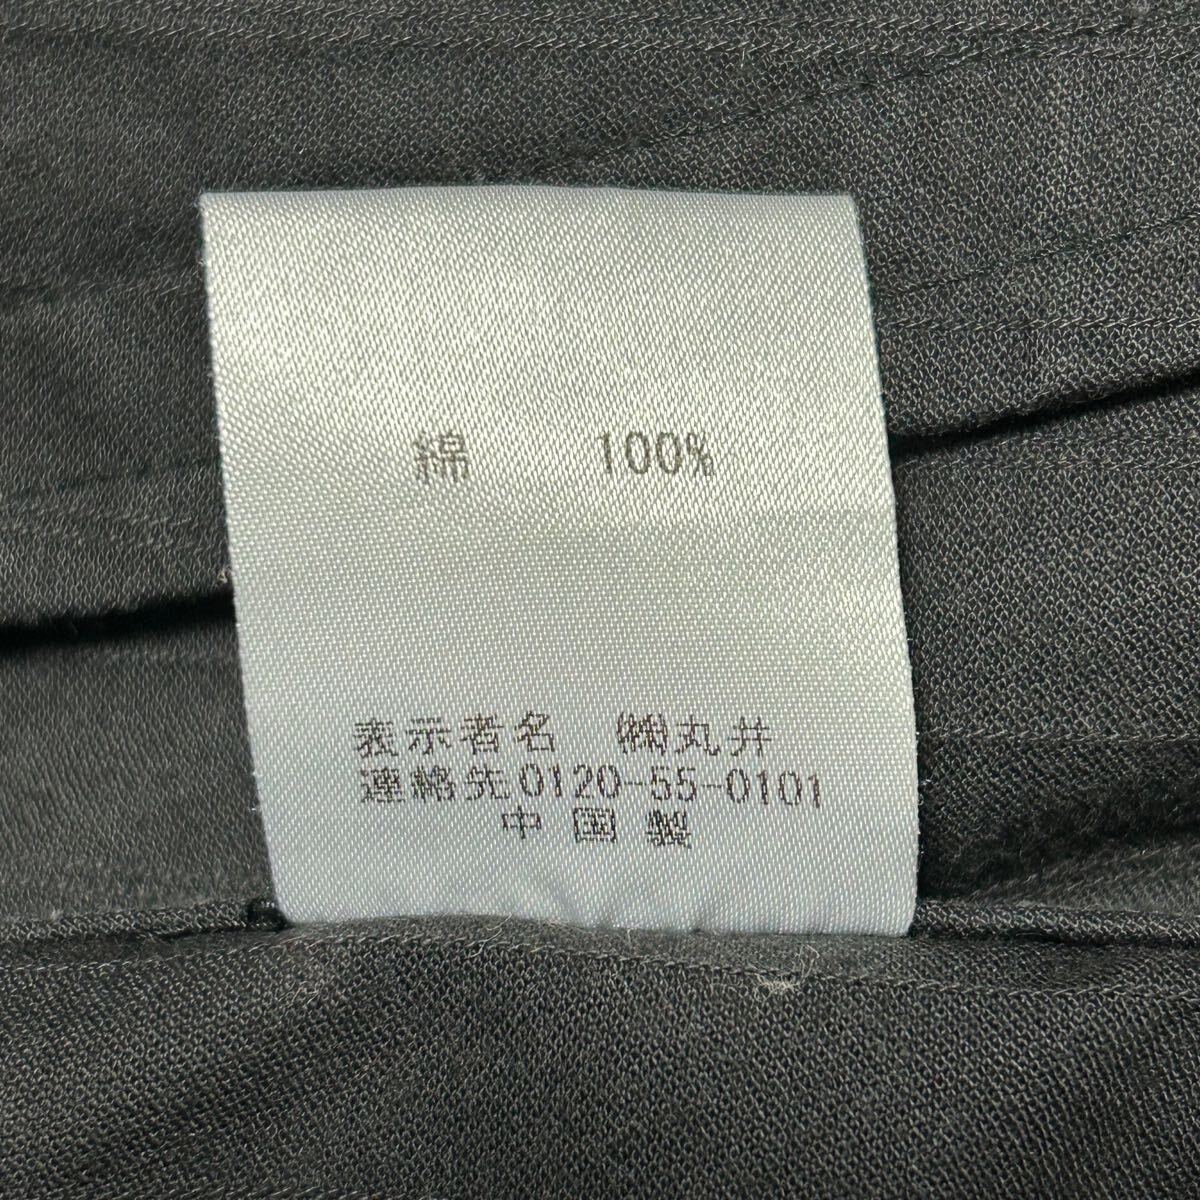 綿 100%
表示者名 ㈱丸井
連絡先0120-55-0101
中国製